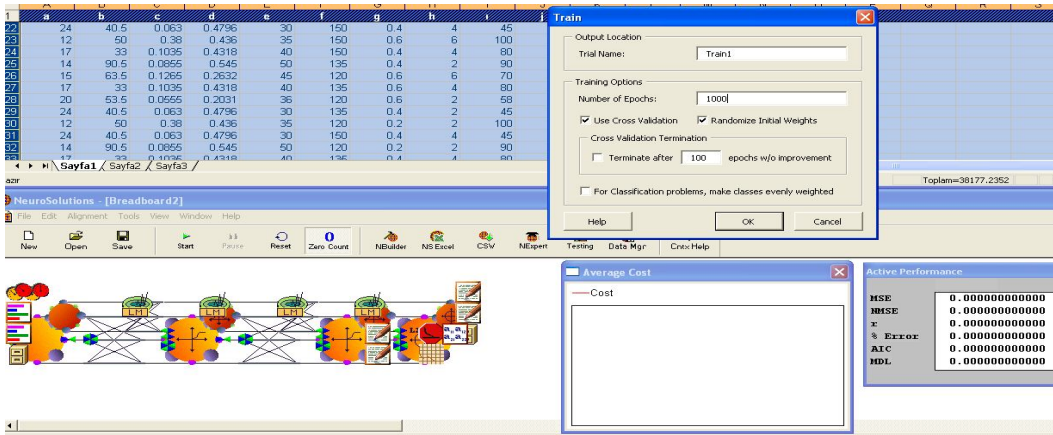 A B C D E F G H I J Q R S
1 a b c d e f g h i j
22 24 40.5 0.063 0.4796 30 150 0.4 4 45
23 12 50 0.38 0.436 35 150 0.6 6 100
24 17 33 0.1035 0.4318 40 150 0.4 4 80
25 14 90.5 0.0855 0.545 50 135 0.4 2 90
26 15 63.5 0.1265 0.2632 45 120 0.6 6 70
27 17 33 0.1035 0.4318 40 135 0.6 4 80
28 20 53.5 0.0555 0.2031 36 120 0.6 2 58
29 24 40.5 0.063 0.4796 30 135 0.4 2 45
30 12 50 0.38 0.436 35 120 0.2 2 100
31 24 40.5 0.063 0.4796 30 150 0.4 4 45
32 14 90.5 0.0855 0.545 50 120 0.2 2 90
33 17 33 0.1035 0.4318 40 135 0.4 4 80
Sayfa1 / Sayfa2 / Sayfa3 /
azır
Toplam=38177.2352
Train
Output Location
Trial Name: Train1
Training Options
Number of Epochs: 1000
Use Cross Validation Randomize Initial Weights
Cross Validation Termination
Terminate after 100 epochs w/o improvement
For Classification problems, make classes evenly weighted
Help OK Cancel
NeuroSolutions - [Breadboard2]
File Edit Alignment Tools View Window Help
New Open Save Start Pause Reset Zero Count NBuilder NS Excel CSV NExpert Testing Data Mgr Cntx Help
LM LM LM LM
Average Cost
Cost
Active Performance
MSE 0.000000000000
NMSE 0.000000000000
r 0.000000000000
% Error 0.000000000000
AIC 0.000000000000
MDL 0.000000000000